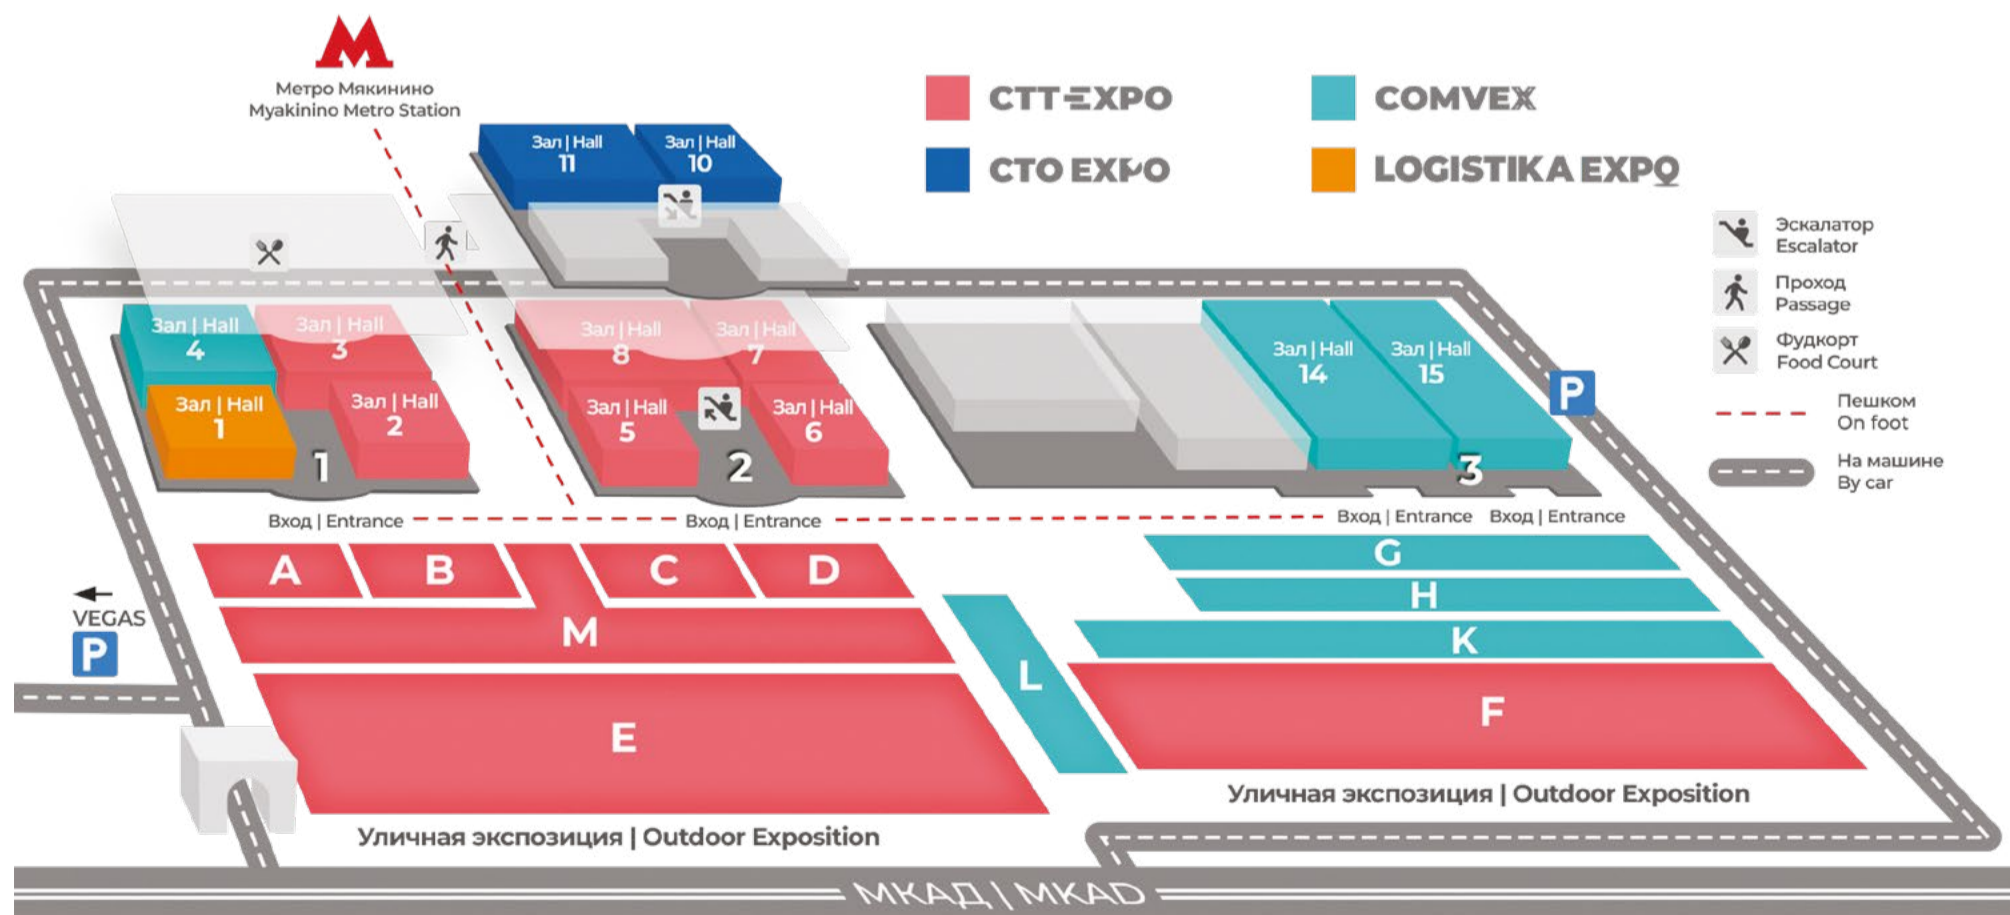 Метро Мякинино
Myakinino Metro Station
CTT EXPO
COMVEX
CTO EXPO
LOGISTIKA EXPO
Зал | Hall
11
Зал | Hall
10
Эскалатор
Escalator
Проход
Passage
Фудкорт
Food Court
Пешком
On foot
На машине
By car
Зал | Hall
4
Зал | Hall
3
Зал | Hall
8
Зал | Hall
7
Зал | Hall
14
Зал | Hall
15
P
Зал | Hall
1
Зал | Hall
2
Зал | Hall
5
Зал | Hall
6
1
2
3
Вход | Entrance
Вход | Entrance
Вход | Entrance
Вход | Entrance
A
B
C
D
G
H
VEGAS
P
M
K
L
E
F
Уличная экспозиция | Outdoor Exposition
Уличная экспозиция | Outdoor Exposition
МКАД | MKAD